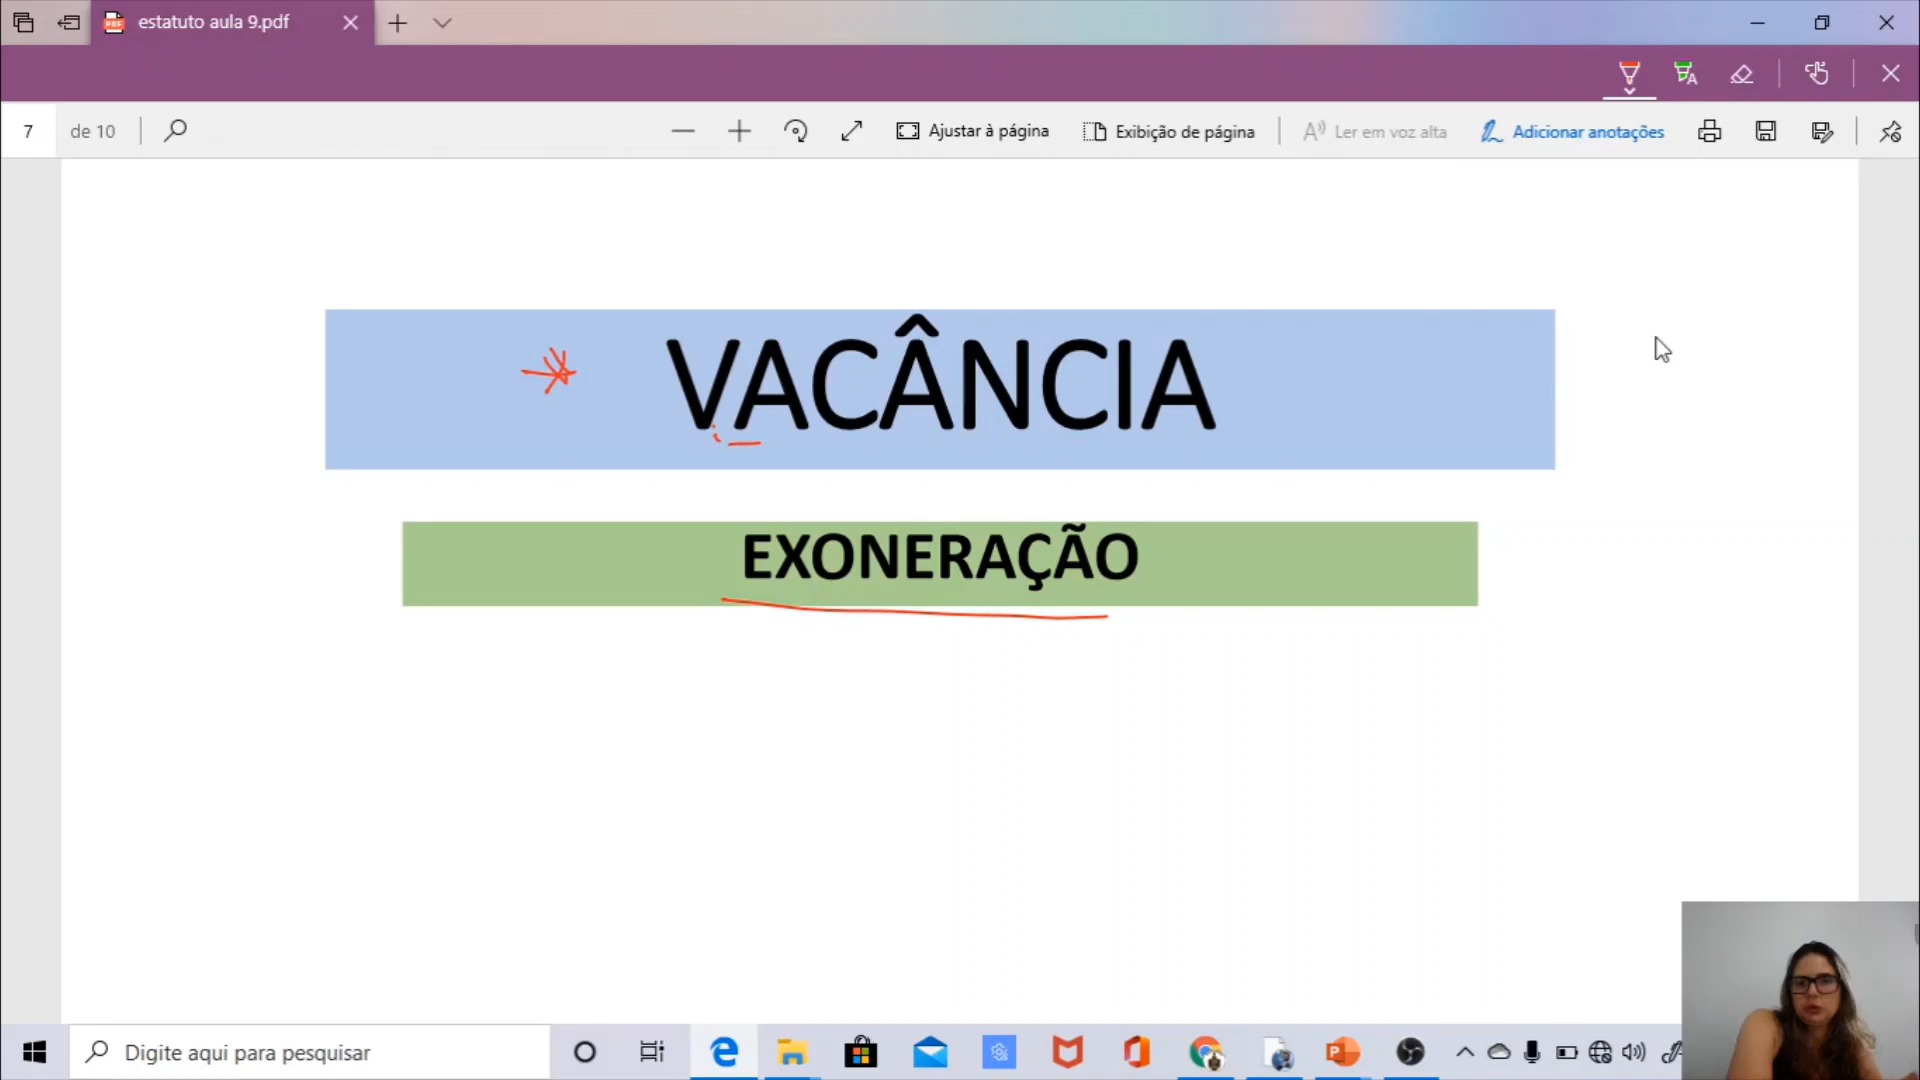 estatuto aula 9.pdf
7 de 10
Ajustar à página
Exibição de página
Ler em voz alta
Adicionar anotações
VACÂNCIA
EXONERAÇÃO
Digite aqui para pesquisar